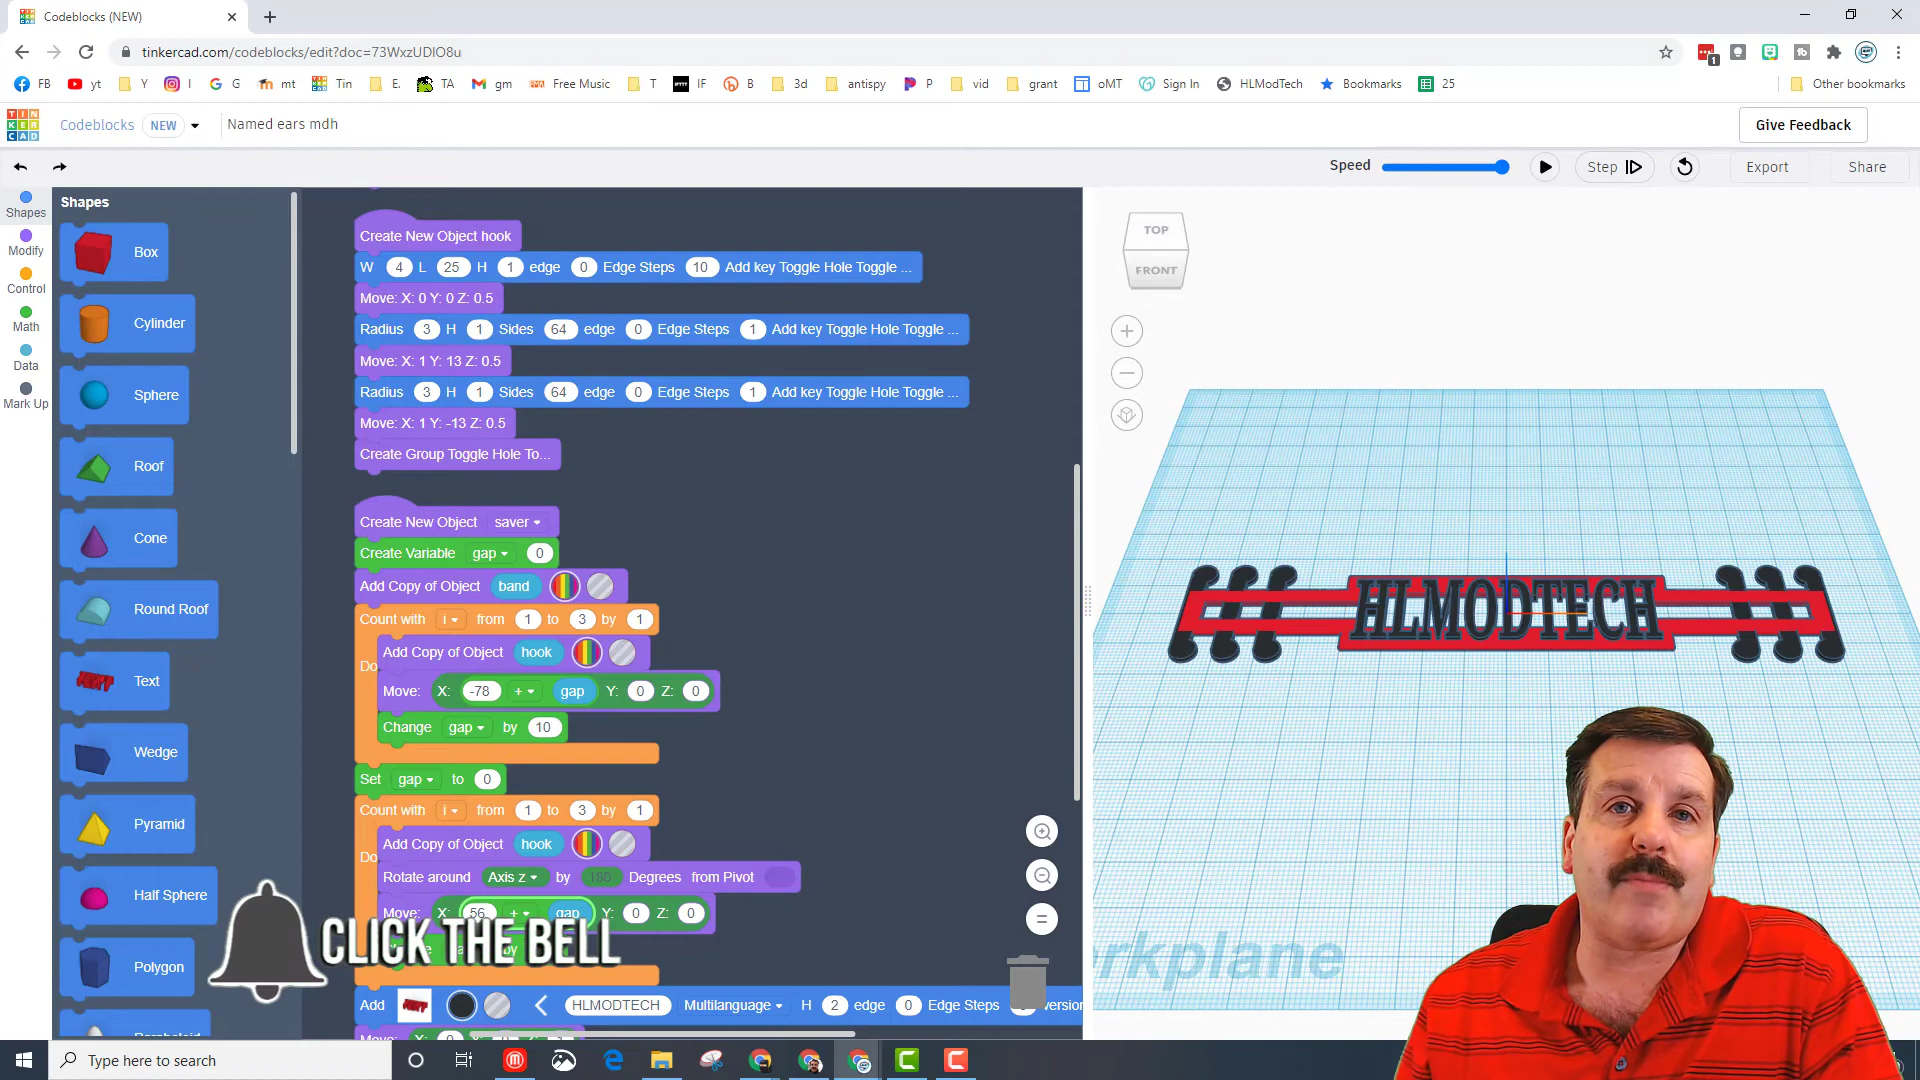 Codeblocks (NEW)
tinkercad.com/codeblocks/edit?doc=73WxzUDlO8u
1
FB yt Y I G mt Tin E. TA gm Free Music T IF B 3d antispy P vid grant oMT Sign In HLModTech Bookmarks 25 Other bookmarks
TIN KER CAD Codeblocks NEW Named ears mdh Give Feedback
Speed Step Export Share
Shapes
Modify
Control
Math
Data
Mark Up
Shapes
Box
Cylinder
Sphere
Roof
Cone
Round Roof
Text
Wedge
Pyramid
Half Sphere
Polygon
Create New Object hook
W 4 L 25 H 1 edge 0 Edge Steps 10 Add key Toggle Hole Toggle ...
Move: X: 0 Y: 0 Z: 0.5
Radius 3 H 1 Sides 64 edge 0 Edge Steps 1 Add key Toggle Hole Toggle ...
Move: X: 1 Y: 13 Z: 0.5
Radius 3 H 1 Sides 64 edge 0 Edge Steps 1 Add key Toggle Hole Toggle ...
Move: X: 1 Y: -13 Z: 0.5
Create Group Toggle Hole To...
Create New Object saver
Create Variable gap 0
Add Copy of Object band
Count with i from 1 to 3 by 1
Add Copy of Object hook
Do
Move: X: -78 + gap Y: 0 Z: 0
Change gap by 10
Set gap to 0
Count with i from 1 to 3 by 1
Add Copy of Object hook
Do
Rotate around Axis z by 180 Degrees from Pivot
Move: X: 56 + gap Y: 0 Z: 0
CLICK THE BELL
Add HLMODTECH Multilanguage H 2 edge 0 Edge Steps
TOP
FRONT
HLMODTECH
rkplane
Type here to search